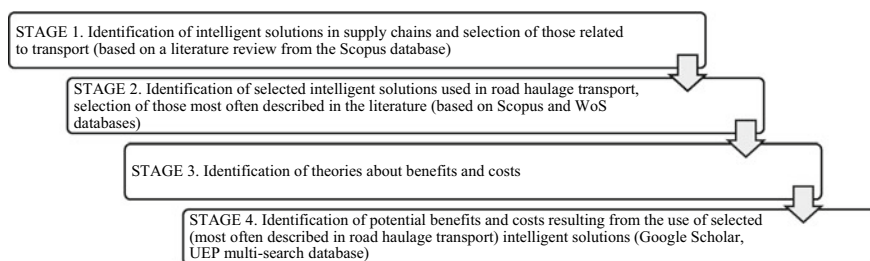 STAGE 1. Identification of intelligent solutions in supply chains and selection of those related
to transport (based on a literature review from the Scopus database)
STAGE 2. Identification of selected intelligent solutions used in road haulage transport,
selection of those most often described in the literature (based on Scopus and WoS
databases)
STAGE 3. Identification of theories about benefits and costs
STAGE 4. Identification of potential benefits and costs resulting from the use of selected
(most often described in road haulage transport) intelligent solutions (Google Scholar,
UEP multi-search database)